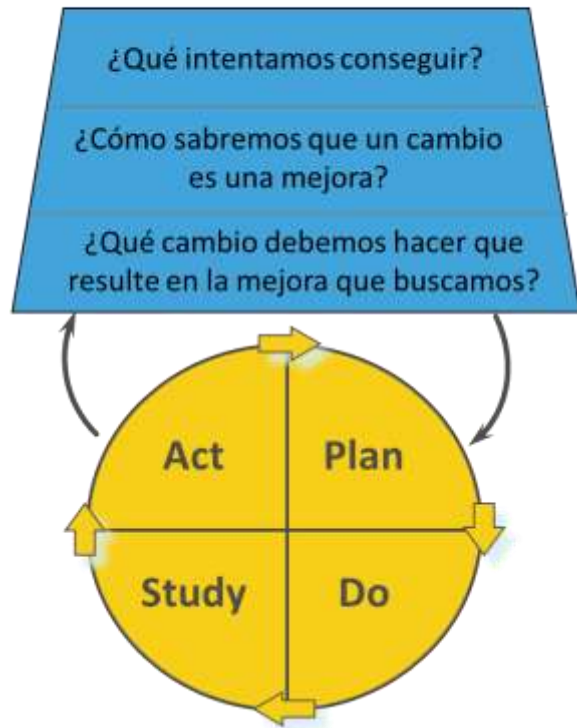 ¿Qué intentamos conseguir?
¿Cómo sabremos que un cambio
es una mejora?
¿Qué cambio debemos hacer que
resulte en la mejora que buscamos?
Act Plan
Study Do